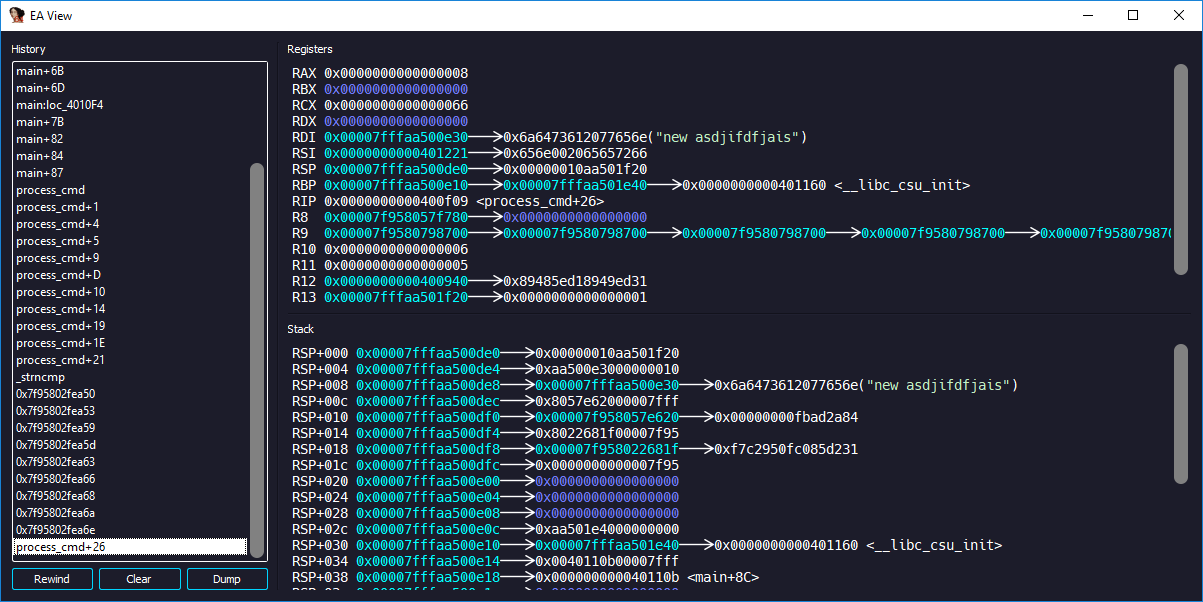 EA View
History
main+6B
main+6D
main:loc_4010F4
main+7B
main+82
main+84
main+87
process_cmd
process_cmd+1
process_cmd+4
process_cmd+5
process_cmd+9
process_cmd+D
process_cmd+10
process_cmd+14
process_cmd+19
process_cmd+1E
process_cmd+21
_strncmp
0x7f95802fea50
0x7f95802fea53
0x7f95802fea59
0x7f95802fea5d
0x7f95802fea63
0x7f95802fea66
0x7f95802fea68
0x7f95802fea6a
0x7f95802fea6e
process_cmd+26
Rewind Clear Dump
Registers
RAX 0x0000000000000008
RBX 0x0000000000000000
RCX 0x0000000000000066
RDX 0x0000000000000000
RDI 0x00007fffaa500e30→0x6a6473612077656e("new asdjifdfjais")
RSI 0x0000000000401221→0x656e002065657266
RSP 0x00007fffaa500de0→0x00000010aa501f20
RBP 0x00007fffaa500e10→0x00007fffaa501e40→0x0000000000401160 <__libc_csu_init>
RIP 0x0000000000400f09 <process_cmd+26>
R8 0x00007f958057f780→0x0000000000000000
R9 0x00007f9580798700→0x00007f9580798700→0x00007f9580798700→0x00007f9580798700→0x00007f95807987
R10 0x0000000000000006
R11 0x0000000000000005
R12 0x0000000000400940→0x89485ed18949ed31
R13 0x00007fffaa501f20→0x0000000000000001
Stack
RSP+000 0x00007fffaa500de0→0x00000010aa501f20
RSP+004 0x00007fffaa500de4→0xaa500e3000000010
RSP+008 0x00007fffaa500de8→0x00007fffaa500e30→0x6a6473612077656e("new asdjifdfjais")
RSP+00c 0x00007fffaa500dec→0x8057e62000007fff
RSP+010 0x00007fffaa500df0→0x00007f958057e620→0x00000000fbad2a84
RSP+014 0x00007fffaa500df4→0x8022681f00007f95
RSP+018 0x00007fffaa500df8→0x00007f958022681f→0xf7c2950fc085d231
RSP+01c 0x00007fffaa500dfc→0x0000000000007f95
RSP+020 0x00007fffaa500e00→0x0000000000000000
RSP+024 0x00007fffaa500e04→0x0000000000000000
RSP+028 0x00007fffaa500e08→0x0000000000000000
RSP+02c 0x00007fffaa500e0c→0xaa501e4000000000
RSP+030 0x00007fffaa500e10→0x00007fffaa501e40→0x0000000000401160 <__libc_csu_init>
RSP+034 0x00007fffaa500e14→0x0040110b00007fff
RSP+038 0x00007fffaa500e18→0x000000000040110b <main+8C>